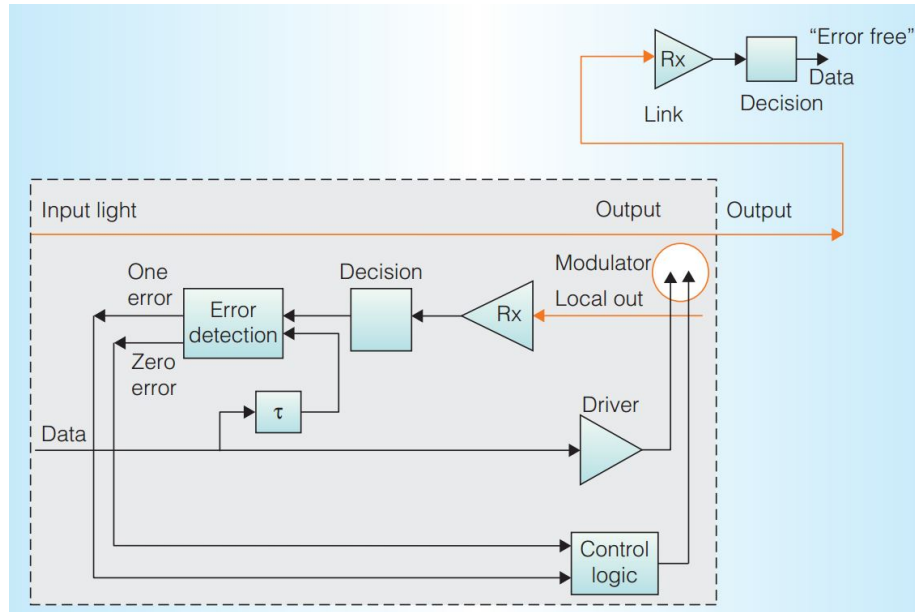 “Error free”
Rx
Data
Link
Decision
Input light
Output
Output
One
error
Decision
Modulator
Error
detection
Rx
Local out
Zero
error
τ
Driver
Data
Control
logic